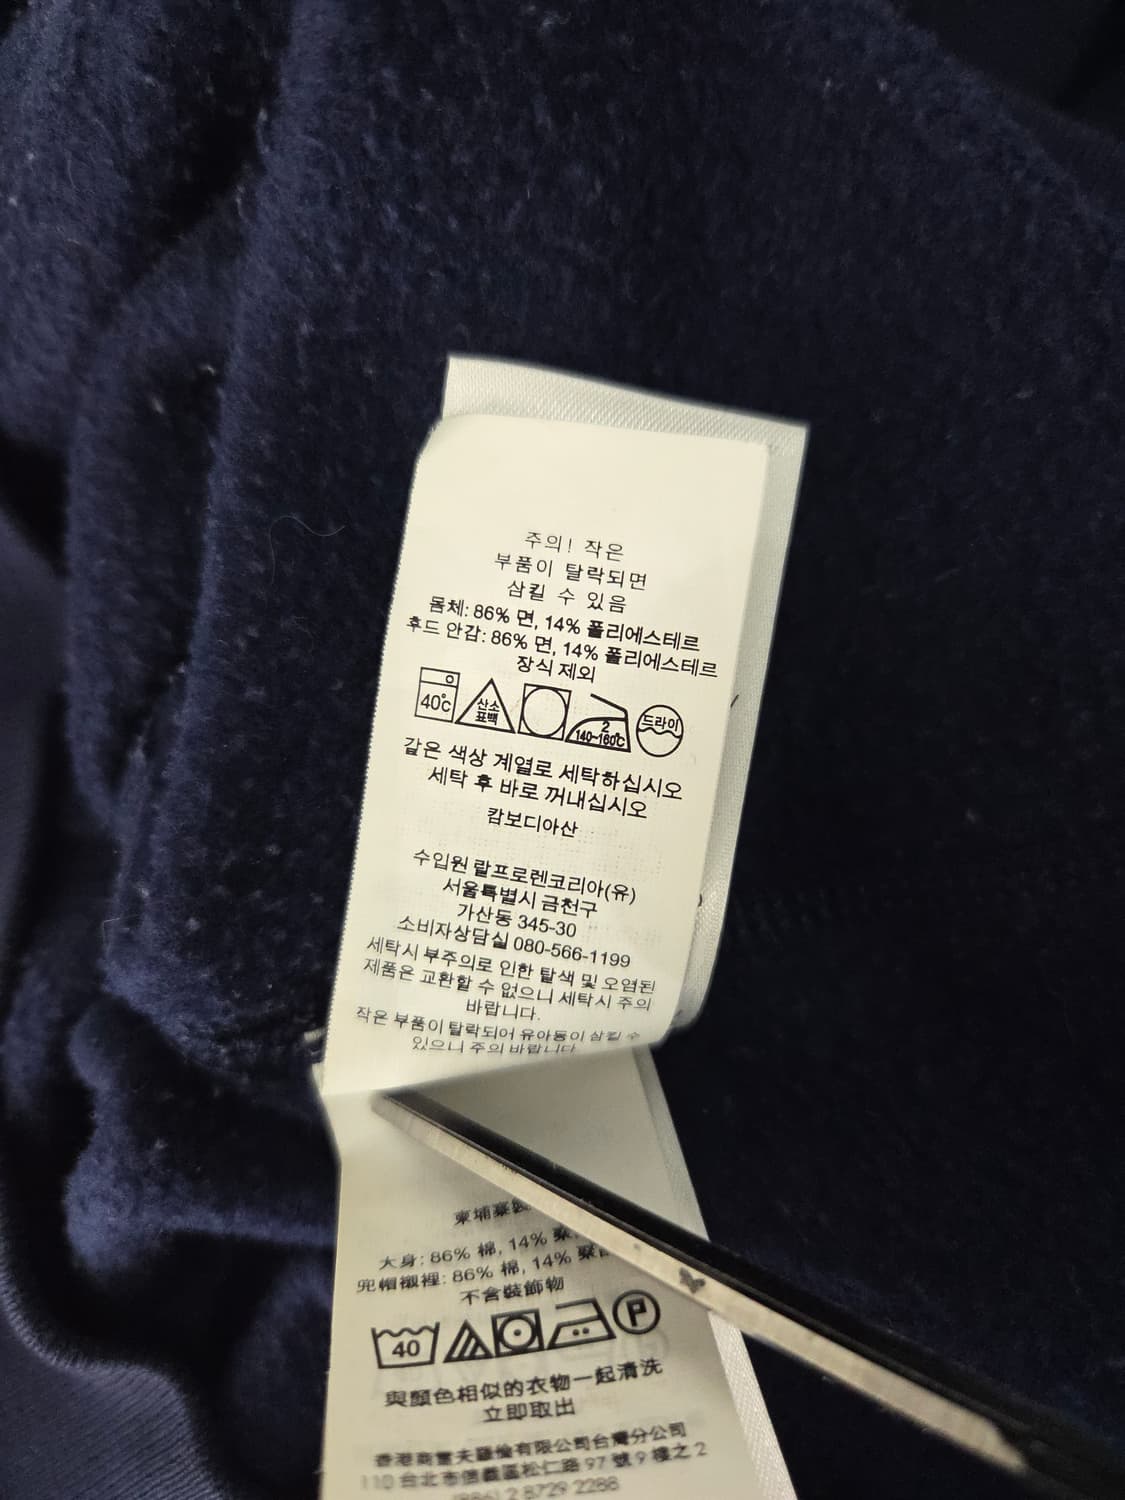 주의! 작은
부품이 탈락되면
삼킬 수 있음
몸체: 86% 면, 14% 폴리에스테르
후드 안감: 86% 면, 14% 폴리에스테르
장식 제외
40℃ 산소 표백 2 140~160℃ 드라이
같은 색상 계열로 세탁하십시오
세탁 후 바로 꺼내십시오
캄보디아산
수입원 랄프로렌코리아(유)
서울특별시 금천구
가산동 345-30
소비자상담실 080-566-1199
세탁시 부주의로 인한 탈색 및 오염된
제품은 교환할 수 없으니 세탁시 주의
바랍니다.
작은 부품이 탈락되어 유아동이 삼킬 수
있으니 주의 바랍니다
柬埔寨製
大身: 86% 棉, 14%
兜帽襯裡: 86% 棉, 14%
不含裝飾物
40 P
與顏色相似的衣物一起清洗
立即取出
香港商雷夫羅倫有限公司台灣分公司
110 台北市信義區松仁路 97 號 9 樓之 2
(886) 2 8729 2288